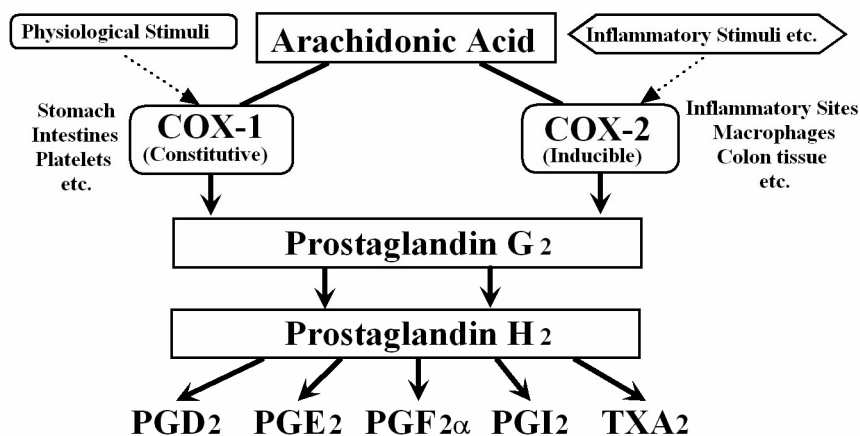 Physiological Stimuli
Arachidonic Acid
Inflammatory Stimuli etc.
Stomach
Intestines
Platelets
etc.
COX-1
(Constitutive)
COX-2
(Inducible)
Inflammatory Sites
Macrophages
Colon tissue
etc.
Prostaglandin G2
Prostaglandin H2
PGD2 PGE2 PGF2α PGI2 TXA2